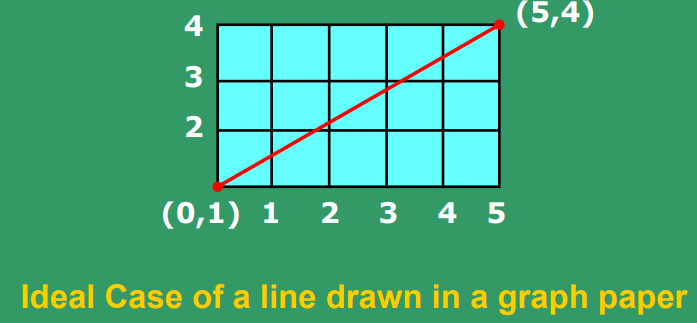 (5,4)
4
3
2
(0,1) 1 2 3 4 5
Ideal Case of a line drawn in a graph paper